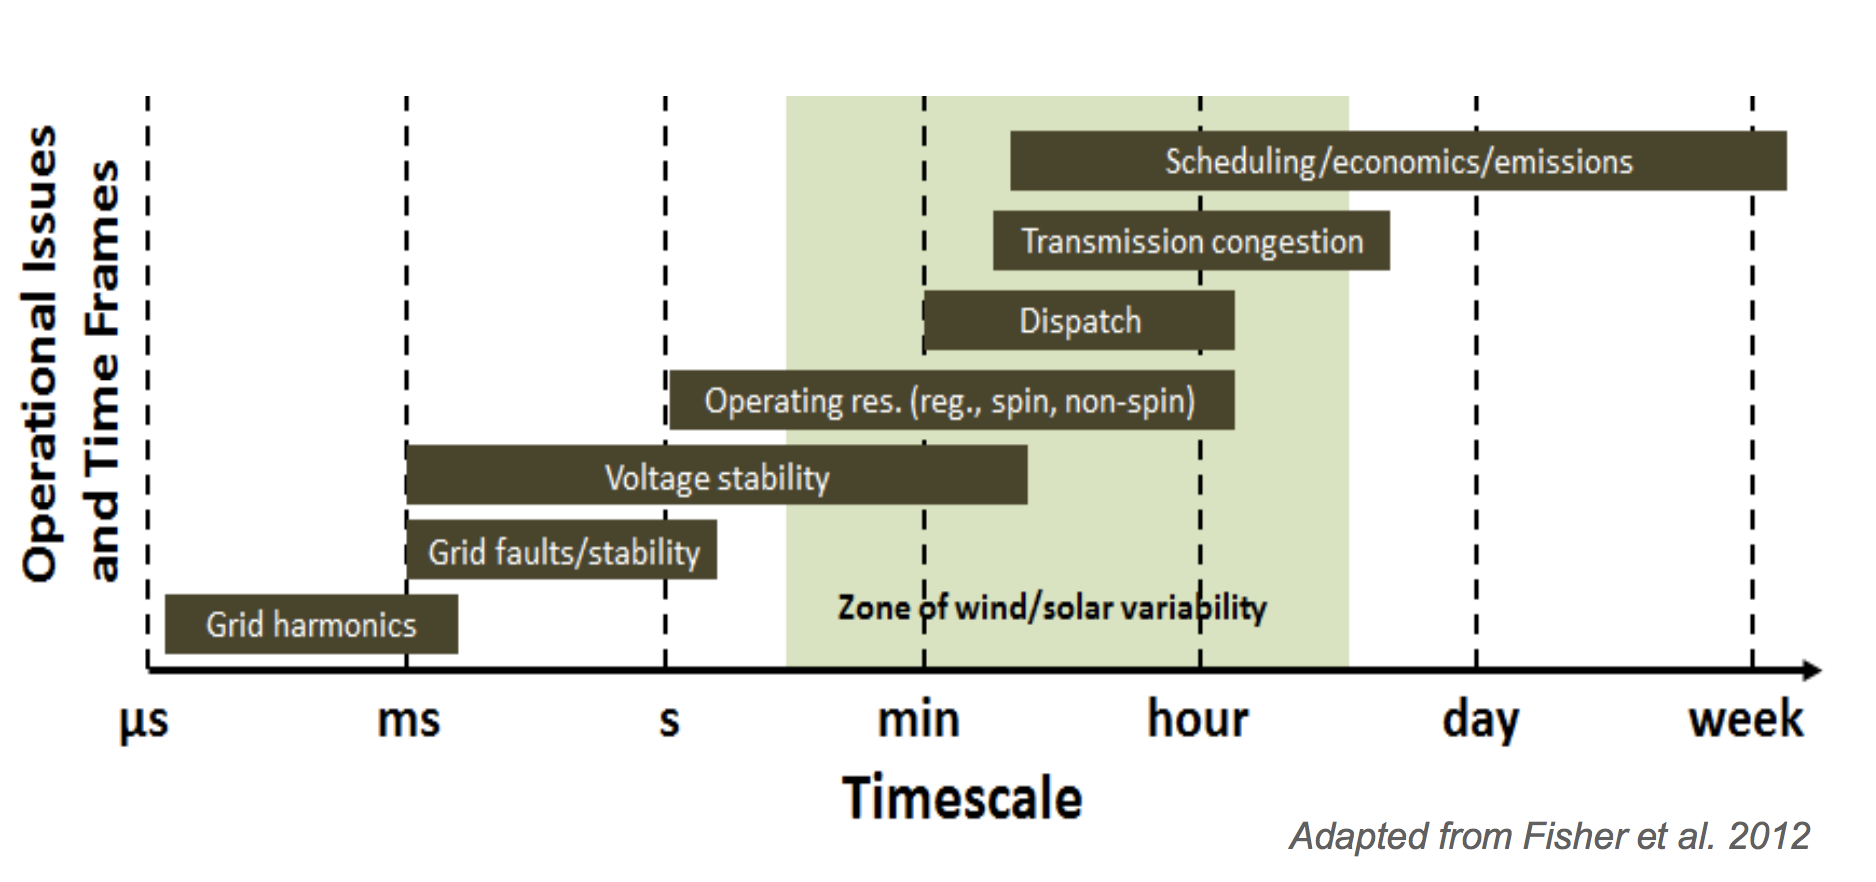 Operational Issues
and Time Frames
Scheduling/economics/emissions
Transmission congestion
Dispatch
Operating res. (reg., spin, non-spin)
Voltage stability
Grid faults/stability
Zone of wind/solar variability
Grid harmonics
µs ms s min hour day week
Timescale
Adapted from Fisher et al. 2012